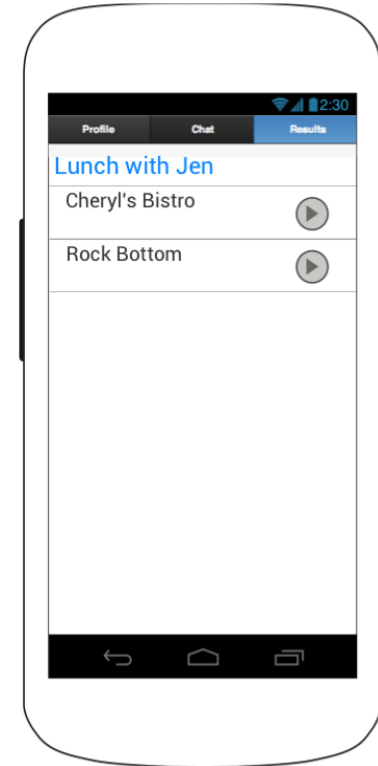 2:30
Profile Chat Results
Lunch with Jen
Cheryl's Bistro
Rock Bottom